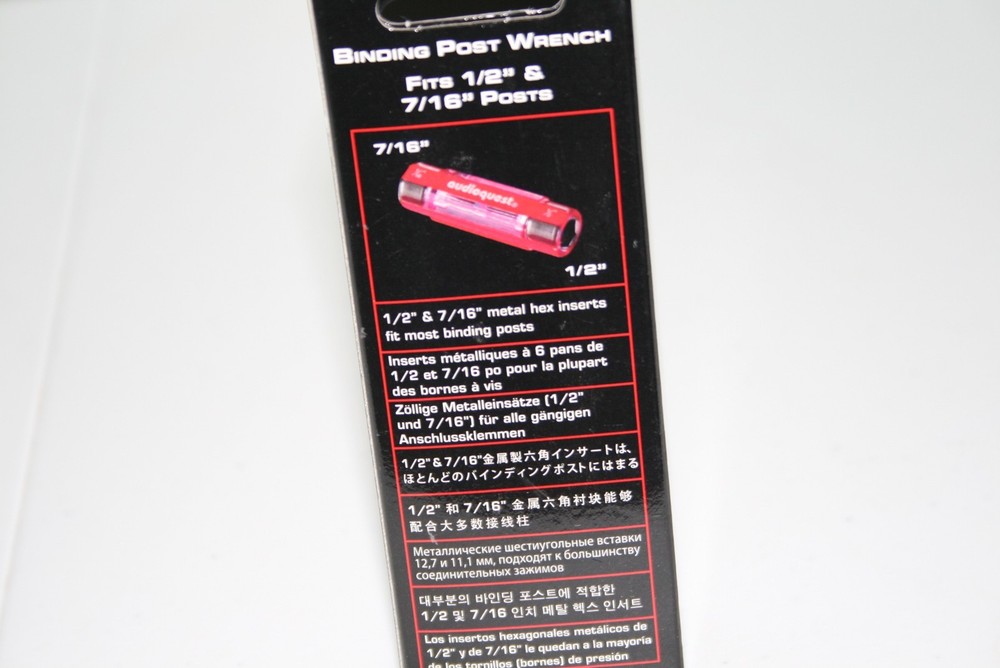 BINDING POST WRENCH
FITS 1/2" &
7/16" POSTS
7/16"
audioquest
1/2"
1/2" & 7/16" metal hex inserts
fit most binding posts
Inserts métalliques à 6 pans de
1/2 et 7/16 po pour la plupart
des bornes à vis
Zöllige Metalleinsätze (1/2"
und 7/16") für alle gängigen
Anschlussklemmen
1/2"&7/16"金属製六角インサートは、
ほとんどのバインディングポストにはまる
1/2" 和 7/16" 金属六角衬块能够
配合大多数接线柱
Металлические шестиугольные вставки
12,7 и 11,1 мм, подходят к большинству
соединительных зажимов
대부분의 바인딩 포스트에 적합한
1/2 및 7/16 인치 메탈 헥스 인서트
Los insertos hexagonales metálicos de
1/2" y de 7/16" le quedan a la mayoría
de los tornillos (bornes) de presión